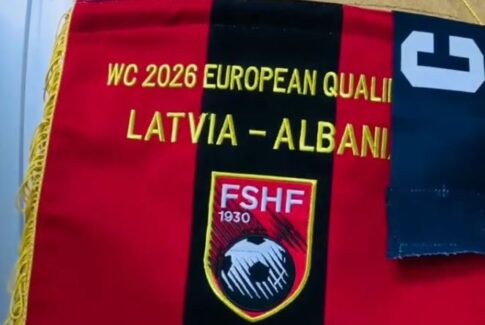 WC 2026 EUROPEAN QUALI
LATVIA – ALBANI
C
FSHF
1930